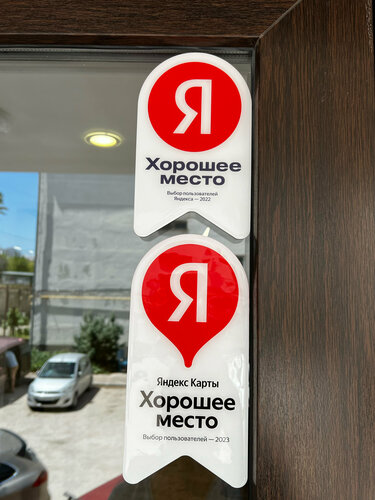 Я
Хорошее
место
Выбор пользователей
Яндекса — 2022
Я
Яндекс Карты
Хорошее
место
Выбор пользователей — 2023